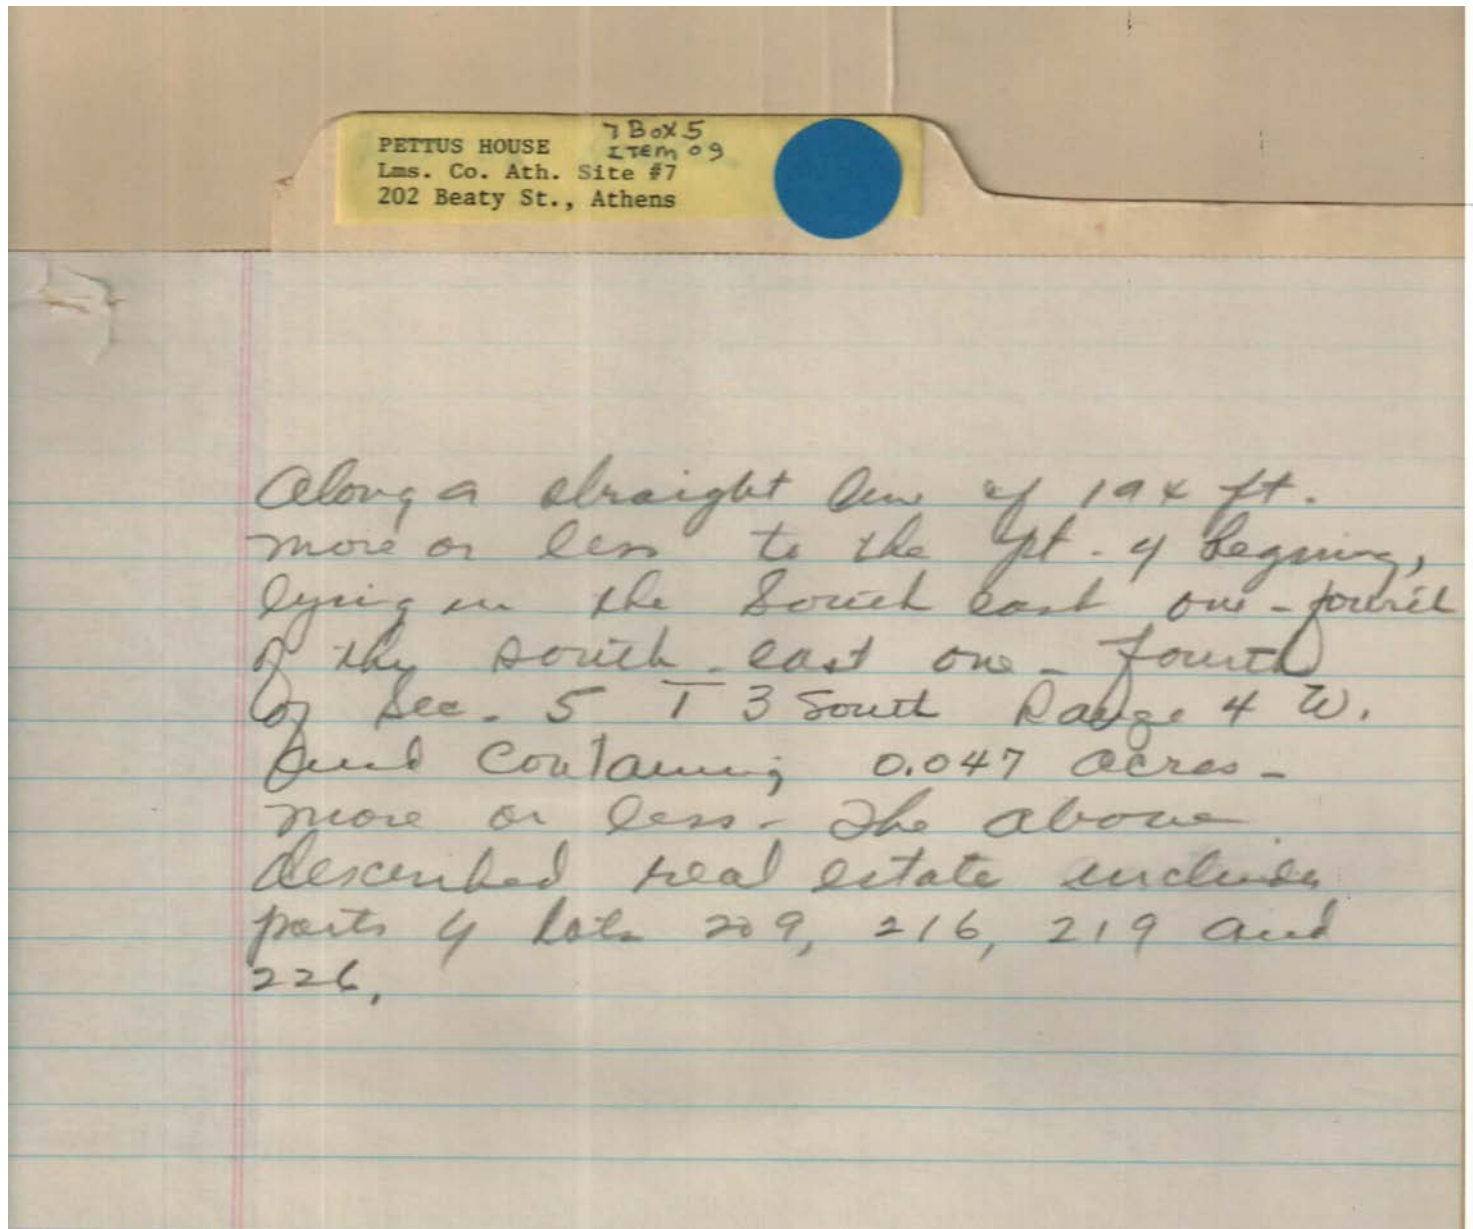 7 Box 5
PETTUS HOUSE ITEM 09
Lms. Co. Ath. Site #7
202 Beaty St., Athens
Along a straight line of 194 ft.
more or less to the pt. of begning,
lying in the South east one-fourth
of the south-east one-fourth
of Sec. 5 T 3 South Range 4 W.
and containing 0.047 acres-
more or less- The above
described real estate includes
parts of lots 209, 216, 219 and
226,